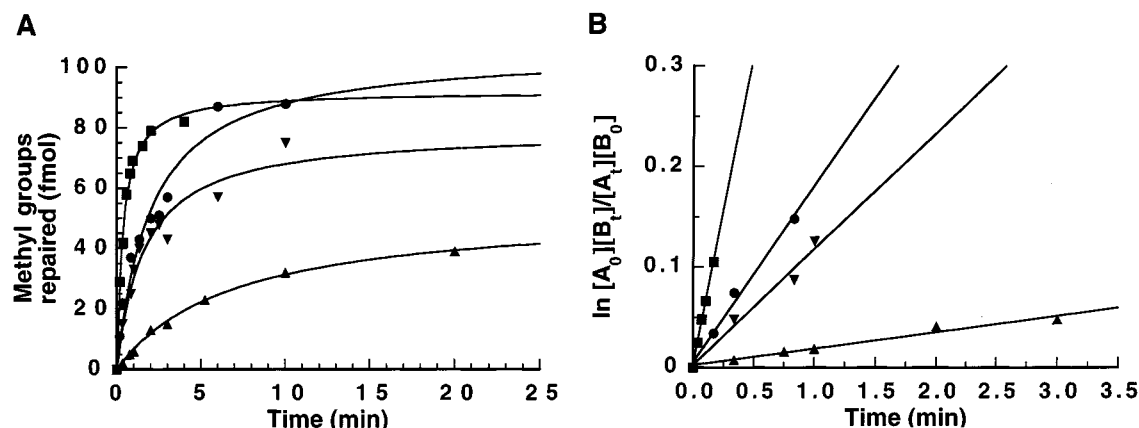 A
Methyl groups
repaired (fmol)
100
80
60
40
20
0
0 5 10 15 20 25
Time (min)
B
ln [A0][Bt]/[At][B0]
0.3
0.2
0.1
0
0.0 0.5 1.0 1.5 2.0 2.5 3.0 3.5
Time (min)